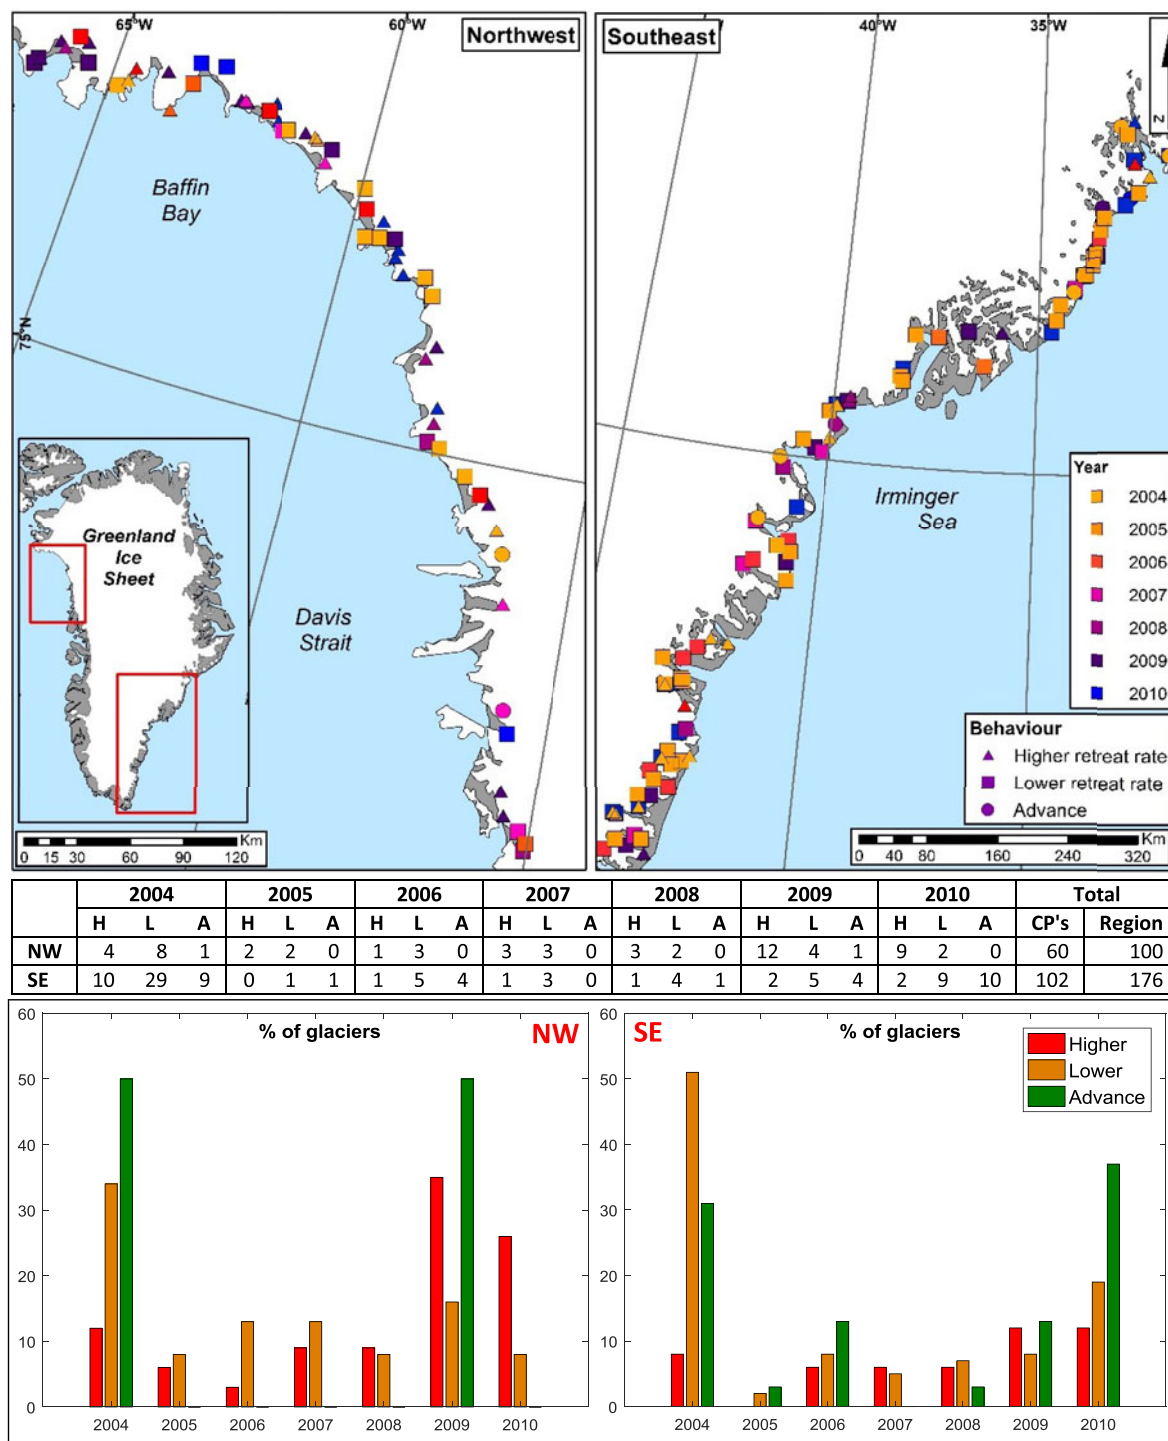 65°W
60°W
Northwest
Baffin
Bay
75°N
Greenland
Ice
Sheet
Davis
Strait
Km
0 15 30 60 90 120
40°W
35°W
Southeast
N
Irminger
Sea
Year
2004
2005
2006
2007
2008
2009
2010
Behaviour
Higher retreat rate
Lower retreat rate
Advance
Km
0 40 80 160 240 320
2004 2005 2006 2007 2008 2009 2010 Total
H L A H L A H L A H L A H L A H L A H L A CP's Region
NW 4 8 1 2 2 0 1 3 0 3 3 0 3 2 0 12 4 1 9 2 0 60 100
SE 10 29 9 0 1 1 1 5 4 1 3 0 1 4 1 2 5 4 2 9 10 102 176
% of glaciers NW
60
50
40
30
20
10
0
2004 2005 2006 2007 2008 2009 2010
SE % of glaciers
Higher
Lower
Advance
60
50
40
30
20
10
0
2004 2005 2006 2007 2008 2009 2010